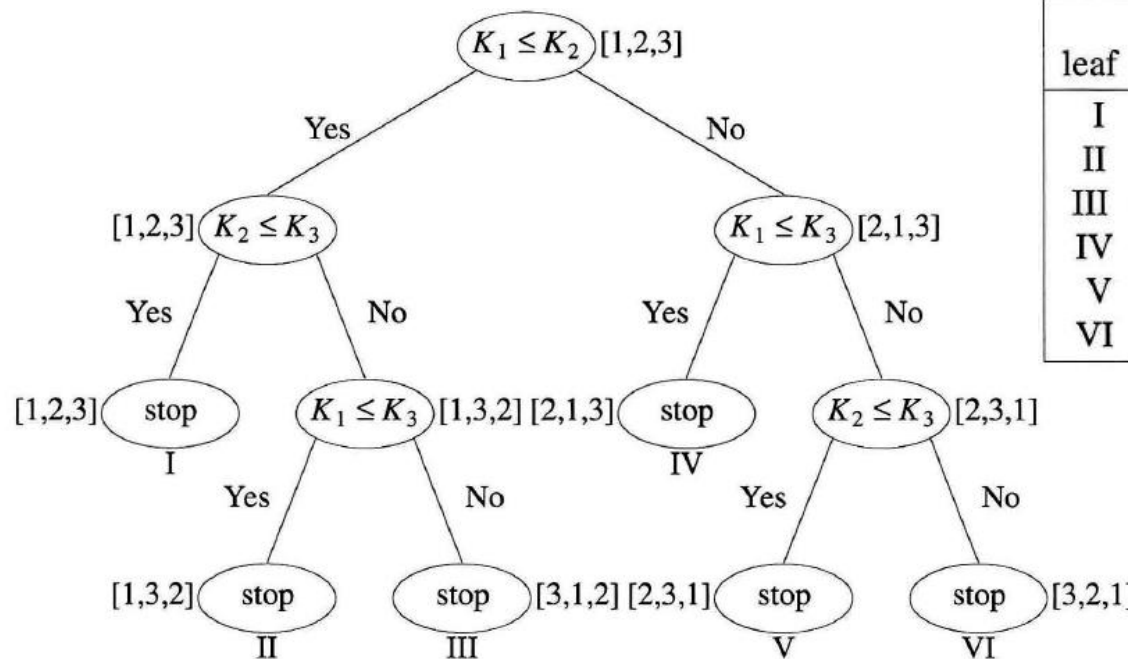 K₁ ≤ K₂ [1,2,3]
Yes No
[1,2,3] K₂ ≤ K₃ K₁ ≤ K₃ [2,1,3]
Yes No Yes No
[1,2,3] stop K₁ ≤ K₃ [1,3,2] [2,1,3] stop K₂ ≤ K₃ [2,3,1]
I IV
Yes No Yes No
[1,3,2] stop stop [3,1,2] [2,3,1] stop stop [3,2,1]
II III V VI
leaf
I
II
III
IV
V
VI